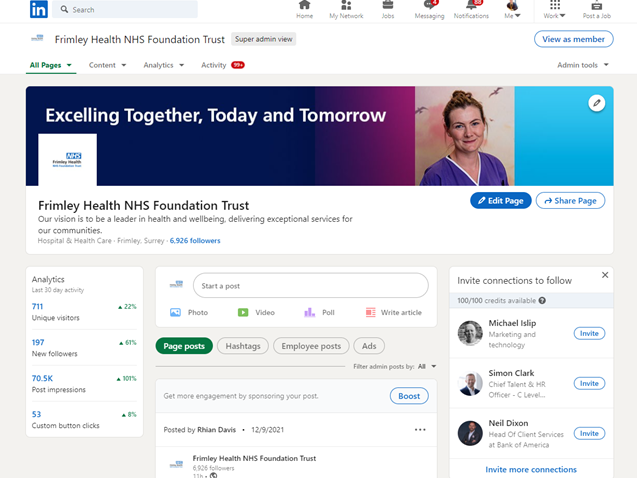 in
Search
4
88
Home
My Network
Jobs
Messaging
Notifications
Me
Work
Post a Job
Frimley Health NHS Foundation Trust
Super admin view
View as member
All Pages
Content
Analytics
Activity
99+
Admin tools
Excelling Together, Today and Tomorrow
NHS
Frimley Health
NHS Foundation Trust
Frimley Health NHS Foundation Trust
Edit Page
Share Page
Our vision is to be a leader in health and wellbeing, delivering exceptional services for
our communities.
Hospital & Health Care · Frimley, Surrey · 6,926 followers
Analytics
Last 30 day activity
711
22%
Unique visitors
197
61%
New followers
70.5K
101%
Post impressions
53
8%
Custom button clicks
Start a post
Photo
Video
Poll
Write article
Page posts
Hashtags
Employee posts
Ads
Filter admin posts by: All
Get more engagement by sponsoring your post.
Boost
Posted by Rhian Davis • 12/9/2021
Frimley Health NHS Foundation Trust
6,926 followers
11h •
Invite connections to follow
100/100 credits available
Michael Islip
Marketing and
technology
Invite
Simon Clark
Chief Talent & HR
Officer - C Level...
Invite
Neil Dixon
Head Of Client Services
at Bank of America
Invite
Invite more connections